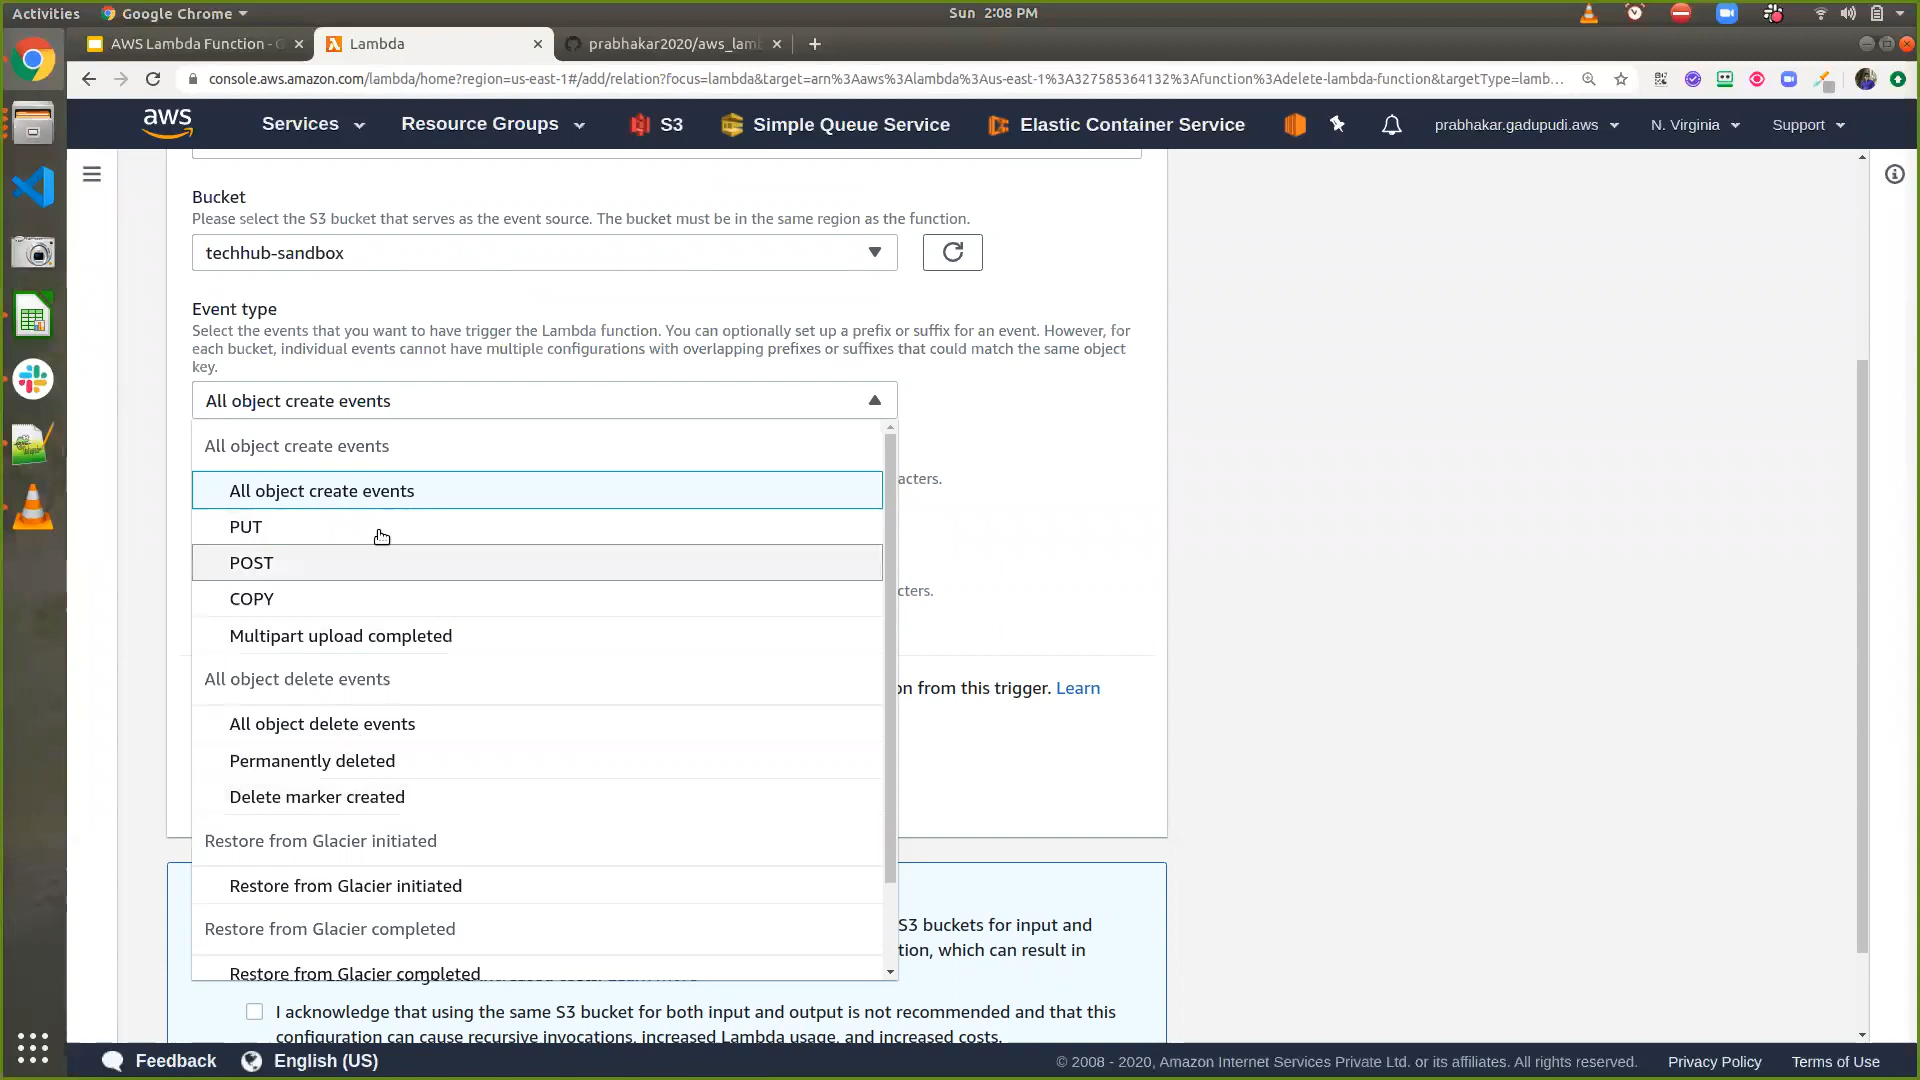 Activities
Google Chrome
Sun 2:08 PM
AWS Lambda Function -
Lambda
prabhakar2020/aws_lam
console.aws.amazon.com/lambda/home?region=us-east-1#/add/relation?focus=lambda&target=arn%3Aaws%3Alambda%3Aus-east-1%3A327585364132%3Afunction%3Adelete-lambda-function&targetType=lamb...
aws
Services
Resource Groups
S3
Simple Queue Service
Elastic Container Service
prabhakar.gadupudi.aws
N. Virginia
Support
Bucket
Please select the S3 bucket that serves as the event source. The bucket must be in the same region as the function.
techhub-sandbox
Event type
Select the events that you want to have trigger the Lambda function. You can optionally set up a prefix or suffix for an event. However, for
each bucket, individual events cannot have multiple configurations with overlapping prefixes or suffixes that could match the same object
key.
All object create events
All object create events
acters.
All object create events
PUT
POST
COPY
cters.
Multipart upload completed
All object delete events
on from this trigger. Learn
All object delete events
Permanently deleted
Delete marker created
Restore from Glacier initiated
Restore from Glacier initiated
Restore from Glacier completed
S3 buckets for input and
tion, which can result in
Restore from Glacier completed
I acknowledge that using the same S3 bucket for both input and output is not recommended and that this
configuration can cause recursive invocations, increased Lambda usage, and increased costs.
Feedback
English (US)
© 2008 - 2020, Amazon Internet Services Private Ltd. or its affiliates. All rights reserved.
Privacy Policy
Terms of Use